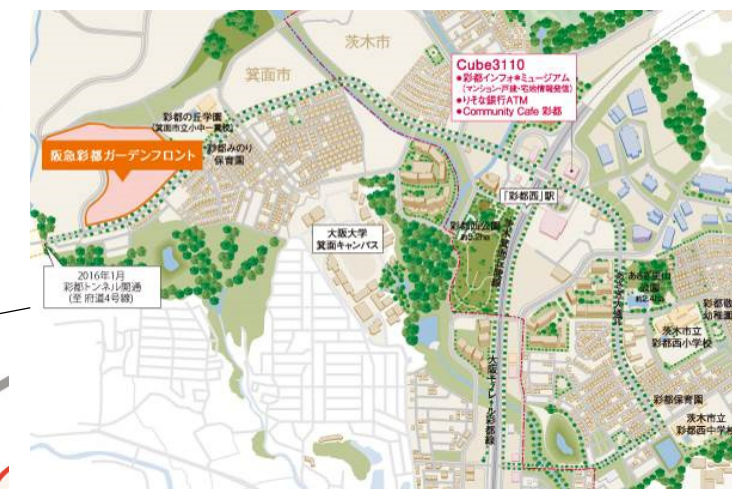 茨木市
箕面市
Cube3110
●彩都インフォ*ミュージアム
(マンション・戸建・宅地情報発信)
●りそな銀行ATM
●Community Cafe 彩都
彩都の丘学園
(箕面市立小中一貫校)
阪急彩都ガーデンフロント
彩都みのり
保育園
「彩都西」駅
大阪大学
箕面キャンパス
彩都西公園
2016年1月
彩都トンネル開通
(至 府道4号線)
公園
茨木市立
彩都西小学校
幼稚園
大阪モノレール彩都線
彩都保育園
茨木市立
彩都西中学校